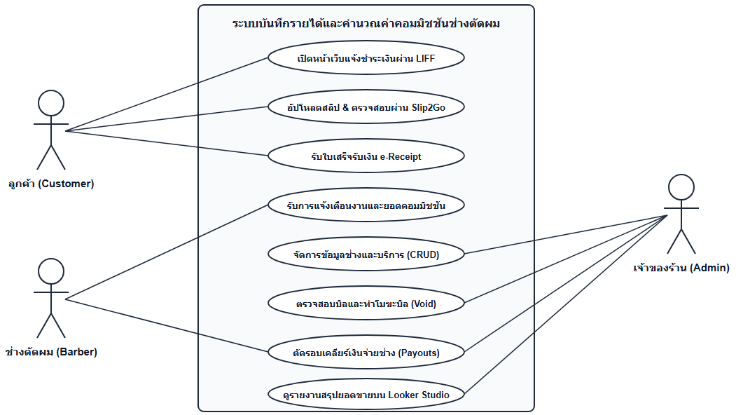 ระบบบันทึกรายได้และคำนวณค่าคอมมิชชันช่างตัดผม
เปิดหน้าเว็บแจ้งชำระเงินผ่าน LIFF
อัปโหลดสลิป & ตรวจสอบผ่าน Slip2Go
รับใบเสร็จรับเงิน e-Receipt
ลูกค้า (Customer)
รับการแจ้งเตือนงานและยอดคอมมิชชัน
จัดการข้อมูลช่างและบริการ (CRUD)
เจ้าของร้าน (Admin)
ตรวจสอบบิลและทำโมฆะบิล (Void)
ช่างตัดผม (Barber)
ตัดรอบเคลียร์เงินจ่ายช่าง (Payouts)
ดูรายงานสรุปยอดขายบน Looker Studio